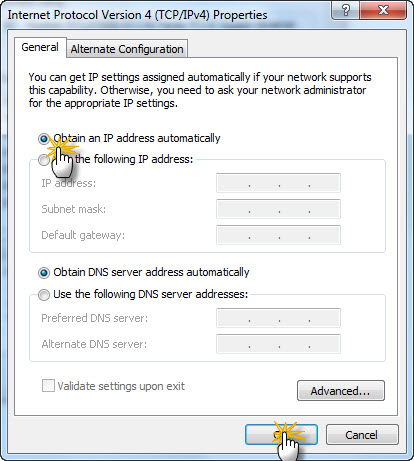 Internet Protocol Version 4 (TCP/IPv4) Properties
General
Alternate Configuration
You can get IP settings assigned automatically if your network supports
this capability. Otherwise, you need to ask your network administrator
for the appropriate IP settings.
Obtain an IP address automatically
the following IP address:
IP address:
Subnet mask:
Default gateway:
Obtain DNS server address automatically
Use the following DNS server addresses:
Preferred DNS server:
Alternate DNS server:
Validate settings upon exit
Advanced...
Cancel